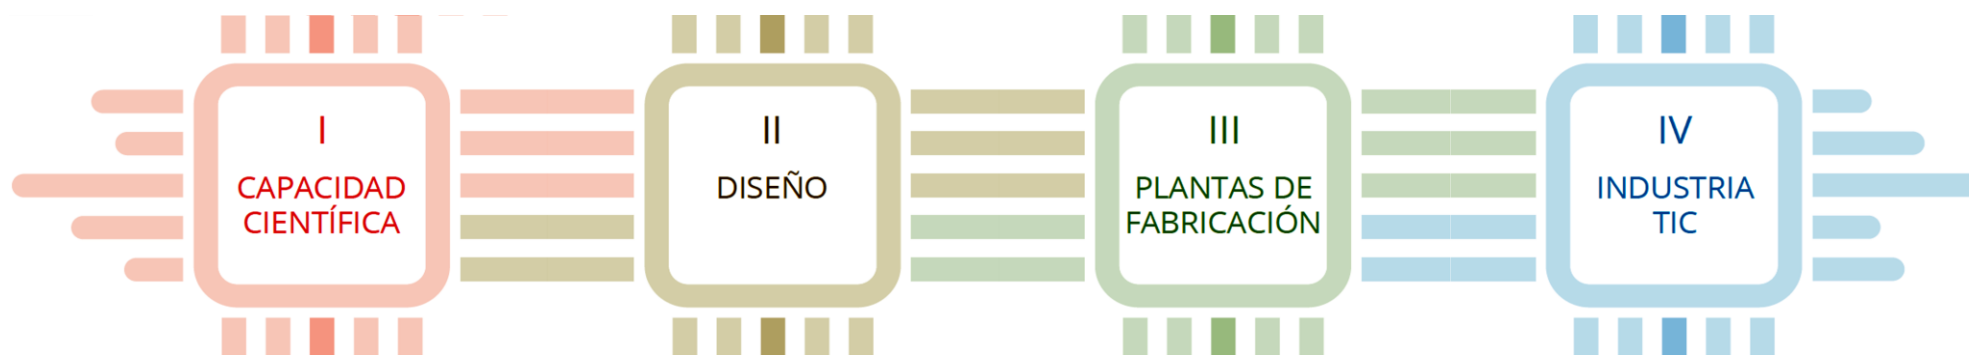 I
CAPACIDAD
CIENTÍFICA
II
DISEÑO
III
PLANTAS DE
FABRICACIÓN
IV
INDUSTRIA
TIC